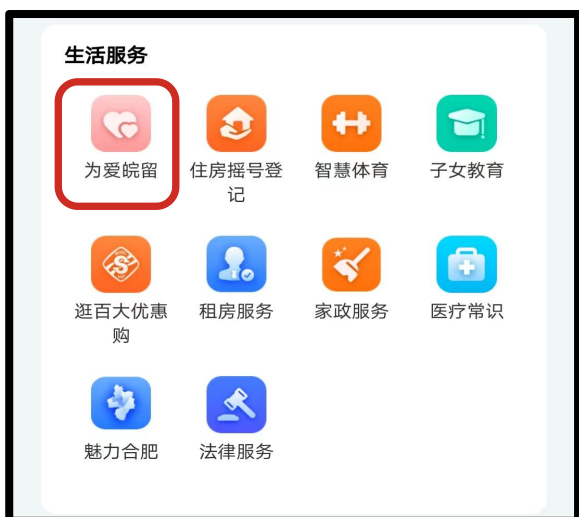 生活服务
为爱皖留
住房摇号登
记
智慧体育
子女教育
逛百大优惠
购
租房服务
家政服务
医疗常识
魅力合肥
法律服务